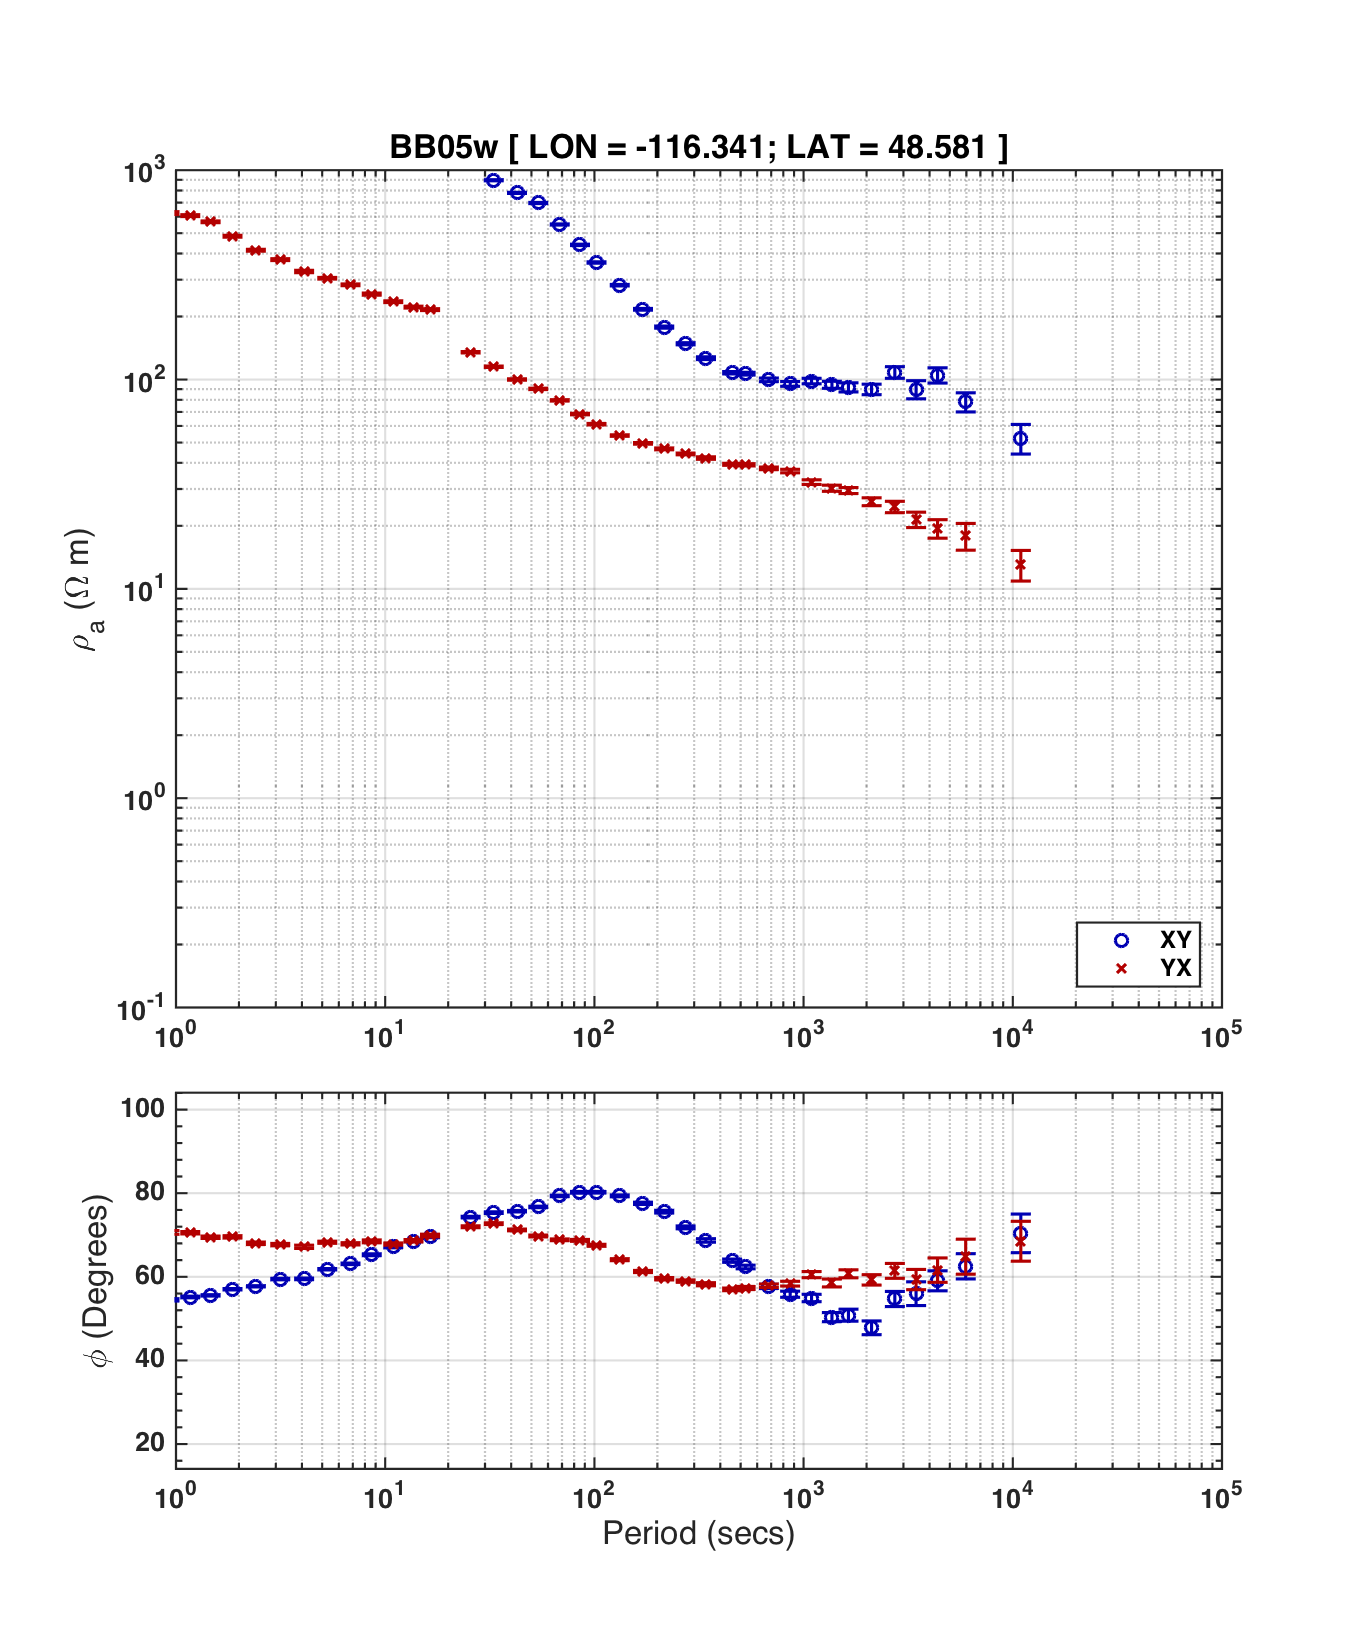 BB05w [ LON = -116.341; LAT = 48.581 ]
10³
10²
10¹
10⁰
10⁻¹
ρₐ (Ω m)
XY
YX
10⁰ 10¹ 10² 10³ 10⁴ 10⁵
100
80
60
40
20
ϕ (Degrees)
10⁰ 10¹ 10² 10³ 10⁴ 10⁵
Period (secs)